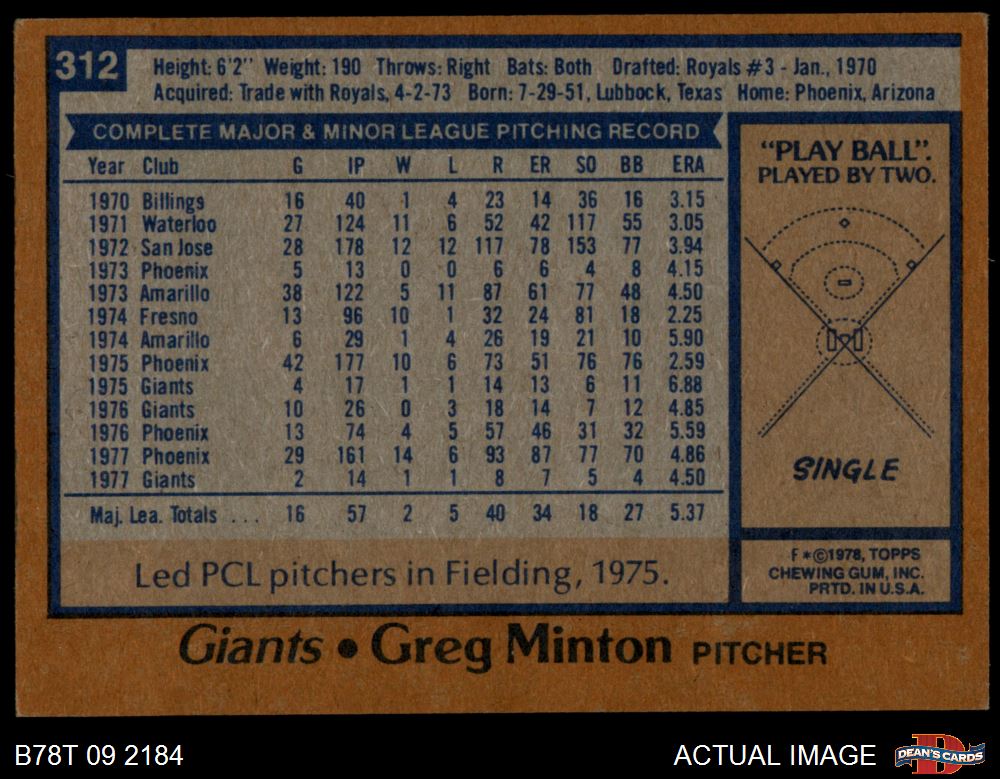 312
Height: 6'2" Weight: 190 Throws: Right Bats: Both Drafted: Royals #3 - Jan., 1970
Acquired: Trade with Royals, 4-2-73 Born: 7-29-51, Lubbock, Texas Home: Phoenix, Arizona
COMPLETE MAJOR & MINOR LEAGUE PITCHING RECORD
Year Club G IP W L R ER SO BB ERA
1970 Billings 16 40 1 4 23 14 36 16 3.15
1971 Waterloo 27 124 11 6 52 42 117 55 3.05
1972 San Jose 28 178 12 12 117 78 153 77 3.94
1973 Phoenix 5 13 0 0 6 6 4 8 4.15
1973 Amarillo 38 122 5 11 87 61 77 48 4.50
1974 Fresno 13 96 10 1 32 24 81 18 2.25
1974 Amarillo 6 29 1 4 26 19 21 10 5.90
1975 Phoenix 42 177 10 6 73 51 76 76 2.59
1975 Giants 4 17 1 1 14 13 6 11 6.88
1976 Giants 10 26 0 3 18 14 7 12 4.85
1976 Phoenix 13 74 4 5 57 46 31 32 5.59
1977 Phoenix 29 161 14 6 93 87 77 70 4.86
1977 Giants 2 14 1 1 8 7 5 4 4.50
Maj. Lea. Totals . . . 16 57 2 5 40 34 18 27 5.37
Led PCL pitchers in Fielding, 1975.
"PLAY BALL".
PLAYED BY TWO.
SINGLE
F *©1978, TOPPS
CHEWING GUM, INC.
PRTD. IN U.S.A.
Giants • Greg Minton PITCHER
B78T 09 2184
ACTUAL IMAGE
DEAN'S CARDS